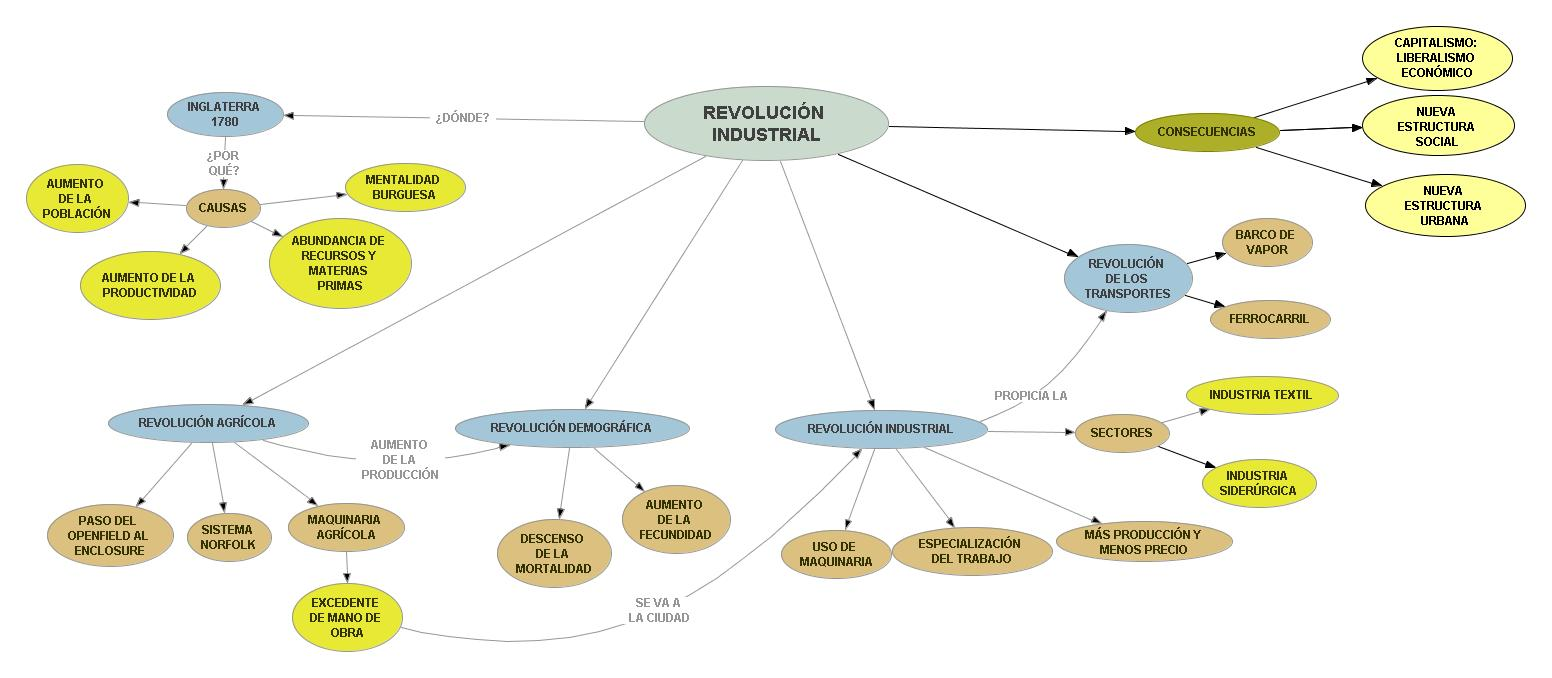 REVOLUCIÓN
INDUSTRIAL
¿DÓNDE?
INGLATERRA
1780
¿POR
QUÉ?
CAUSAS
AUMENTO
DE LA
POBLACIÓN
MENTALIDAD
BURGUESA
AUMENTO DE LA
PRODUCTIVIDAD
ABUNDANCIA DE
RECURSOS Y
MATERIAS
PRIMAS
CONSECUENCIAS
CAPITALISMO:
LIBERALISMO
ECONÓMICO
NUEVA
ESTRUCTURA
SOCIAL
NUEVA
ESTRUCTURA
URBANA
REVOLUCIÓN
DE LOS
TRANSPORTES
BARCO DE
VAPOR
FERROCARRIL
REVOLUCIÓN AGRÍCOLA
AUMENTO
DE LA
PRODUCCIÓN
PASO DEL
OPENFIELD AL
ENCLOSURE
SISTEMA
NORFOLK
MAQUINARIA
AGRÍCOLA
EXCEDENTE
DE MANO DE
OBRA
SE VA A
LA CIUDAD
REVOLUCIÓN DEMOGRÁFICA
DESCENSO
DE LA
MORTALIDAD
AUMENTO
DE LA
FECUNDIDAD
REVOLUCIÓN INDUSTRIAL
PROPICIA LA
SECTORES
INDUSTRIA TEXTIL
INDUSTRIA
SIDERÚRGICA
USO DE
MAQUINARIA
ESPECIALIZACIÓN
DEL TRABAJO
MÁS PRODUCCIÓN Y
MENOS PRECIO